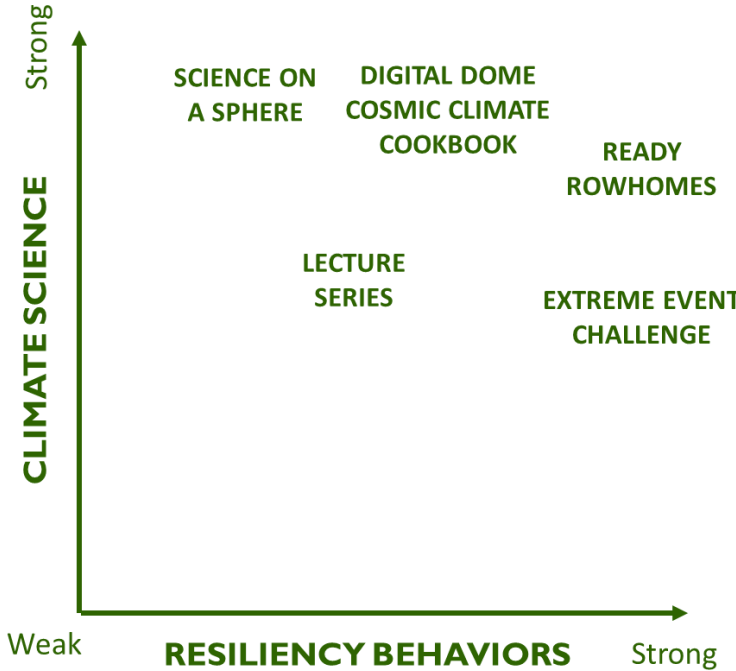 Strong
SCIENCE ON
A SPHERE
DIGITAL DOME
COSMIC CLIMATE
COOKBOOK
READY
ROWHOMES
LECTURE
SERIES
EXTREME EVENT
CHALLENGE
CLIMATE SCIENCE
Weak
RESILIENCY BEHAVIORS
Strong